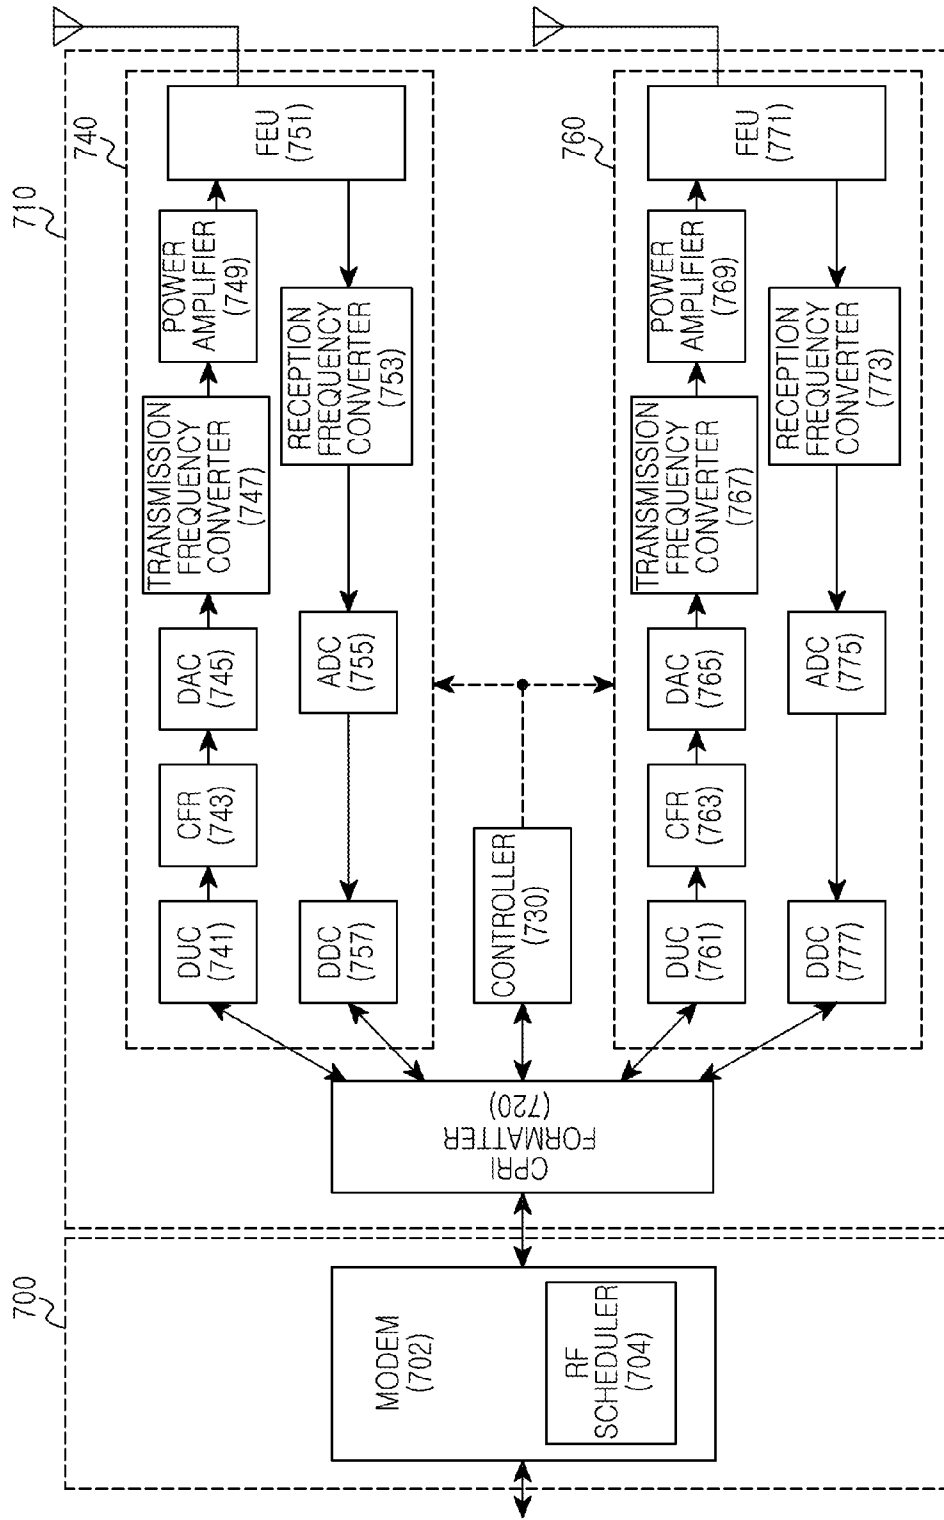 700
710
MODEM
(702)
RF
SCHEDULER
(704)
CPRI
FORMATTER
(720)
740
DUC
(741)
CFR
(743)
DAC
(745)
TRANSMISSION
FREQUENCY
CONVERTER
(747)
POWER
AMPLIFIER
(749)
FEU
(751)
DDC
(757)
ADC
(755)
RECEPTION
FREQUENCY
CONVERTER
(753)
CONTROLLER
(730)
760
DUC
(761)
CFR
(763)
DAC
(765)
TRANSMISSION
FREQUENCY
CONVERTER
(767)
POWER
AMPLIFIER
(769)
FEU
(771)
DDC
(777)
ADC
(775)
RECEPTION
FREQUENCY
CONVERTER
(773)